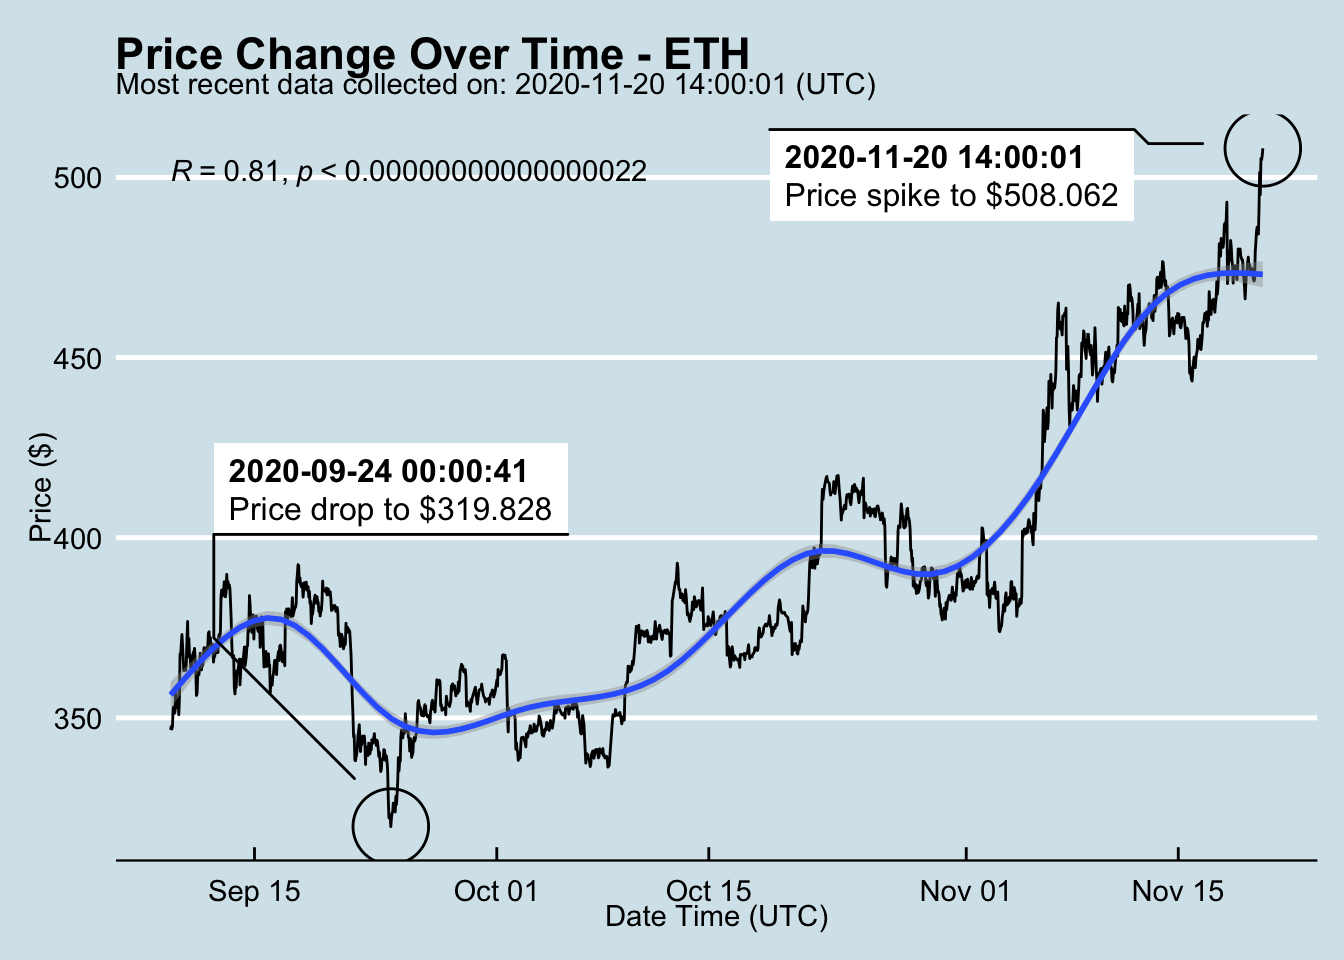 Price Change Over Time - ETH
Most recent data collected on: 2020-11-20 14:00:01 (UTC)
R = 0.81, p < 0.00000000000000022
2020-11-20 14:00:01
Price spike to $508.062
2020-09-24 00:00:41
Price drop to $319.828
Price ($)
500
450
400
350
Sep 15
Oct 01
Oct 15
Nov 01
Nov 15
Date Time (UTC)